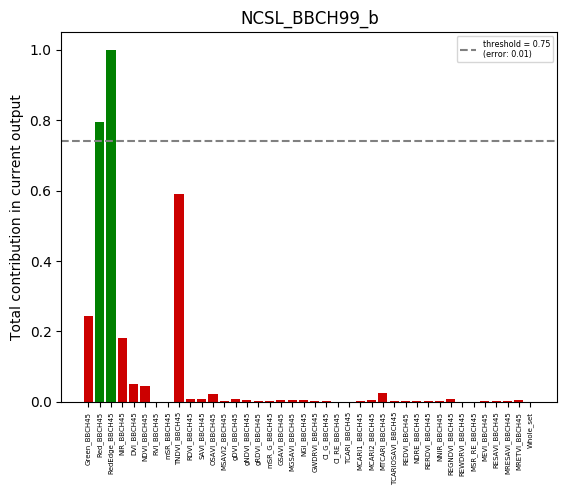 NCSL_BBCH99_b
threshold = 0.75
(error: 0.01)
Total contribution in current output
1.0
0.8
0.6
0.4
0.2
0.0
Green_BBCH45
Red_BBCH45
RedEdge_BBCH45
NIR_BBCH45
DVI_BBCH45
NDVI_BBCH45
RVI_BBCH45
mSR_BBCH45
TNDVI_BBCH45
RDVI_BBCH45
SAVI_BBCH45
OSAVI_BBCH45
MSAVI2_BBCH45
gDVI_BBCH45
gNDVI_BBCH45
gRDVI_BBCH45
mSR_G_BBCH45
GSAVI_BBCH45
MGSAVI_BBCH45
NGI_BBCH45
GWDRVI_BBCH45
CI_G_BBCH45
CI_RE_BBCH45
TCARI_BBCH45
MCARI1_BBCH45
MCARI2_BBCH45
MTCARI_BBCH45
TCARIOSAVI_BBCH45
REDVI_BBCH45
NDRE_BBCH45
RERDVI_BBCH45
NNIR_BBCH45
REGNDVI_BBCH45
REWDRVI_BBCH45
MSR_RE_BBCH45
MEVI_BBCH45
RESAVI_BBCH45
MRESAVI_BBCH45
MRETVI_BBCH45
Whole_set